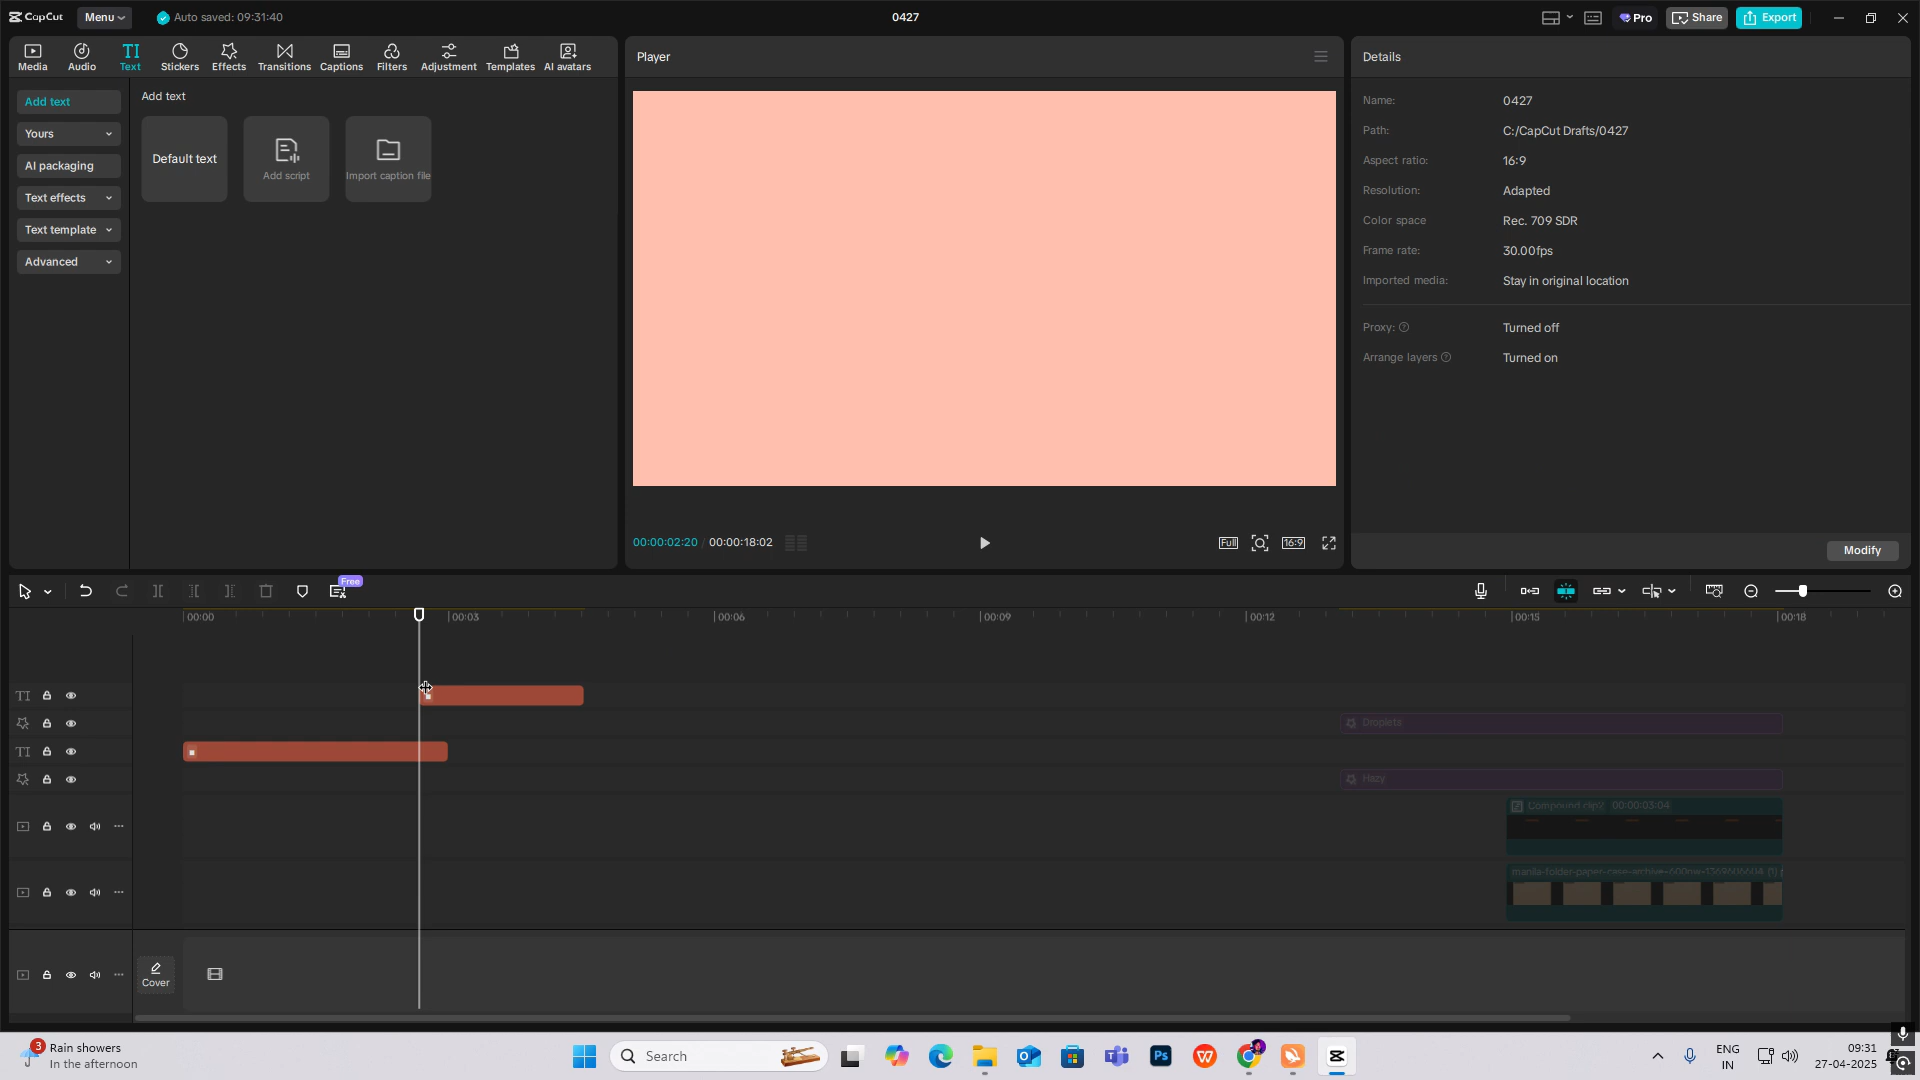 CapCut
Menu
Auto saved: 09:31:40
0427
Pro
Share
Export
Media
Audio
TI
Text
Stickers
Effects
Transitions
Captions
Filters
Adjustment
Templates
AI avatars
Add text
Yours
AI packaging
Text effects
Text template
Advanced
Add text
Default text
Add script
Import caption file
Player
00:00:02:20 / 00:00:18:02
Full
16:9
Details
Name: 0427
Path: C:/CapCut Drafts/0427
Aspect ratio: 16:9
Resolution: Adapted
Color space Rec. 709 SDR
Frame rate: 30.00fps
Imported media: Stay in original location
Proxy: Turned off
Arrange layers Turned on
Modify
Free
00:00
00:03
00:06
00:09
00:12
00:15
00:18
TI
Droplets
TI
Hazy
Compound clip2 00:00:03:04
Cover
3
Rain showers
In the afternoon
Search
Ps
ENG
IN
09:31
27-04-2025